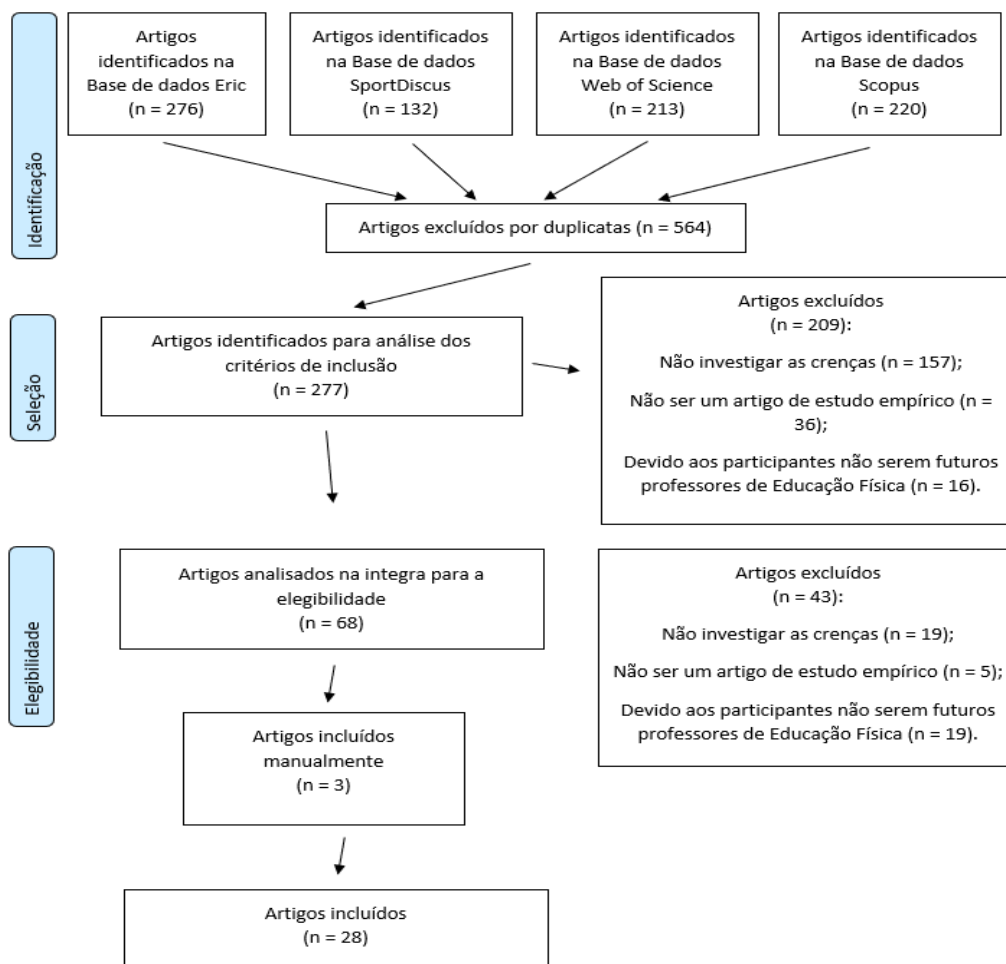 Identificação
Artigos
identificados na
Base de dados Eric
(n = 276)
Artigos identificados
na Base de dados
SportDiscus
(n = 132)
Artigos identificados
na Base de dados
Web of Science
(n = 213)
Artigos identificados
na Base de dados
Scopus
(n = 220)
Artigos excluídos por duplicatas (n = 564)
Seleção
Artigos identificados para análise dos
critérios de inclusão
(n = 277)
Artigos excluídos
(n = 209):
Não investigar as crenças (n = 157);
Não ser um artigo de estudo empírico (n =
36);
Devido aos participantes não serem futuros
professores de Educação Física (n = 16).
Elegibilidade
Artigos analisados na integra para a
elegibilidade
(n = 68)
Artigos excluídos
(n = 43):
Não investigar as crenças (n = 19);
Não ser um artigo de estudo empírico (n = 5);
Devido aos participantes não serem futuros
professores de Educação Física (n = 19).
Artigos incluídos
manualmente
(n = 3)
Artigos incluídos
(n = 28)